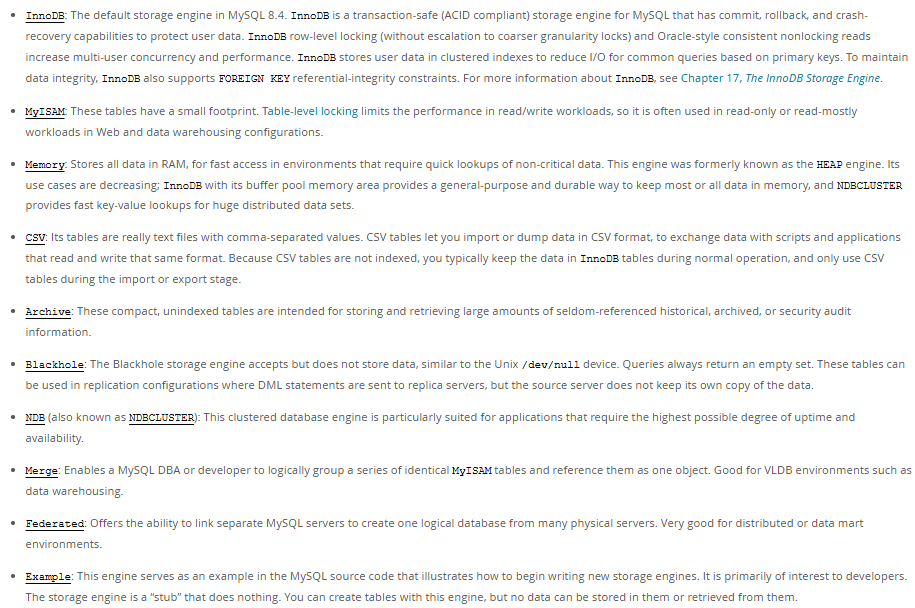 • InnoDB: The default storage engine in MySQL 8.4. InnoDB is a transaction-safe (ACID compliant) storage engine for MySQL that has commit, rollback, and crash-
recovery capabilities to protect user data. InnoDB row-level locking (without escalation to coarser granularity locks) and Oracle-style consistent nonlocking reads
increase multi-user concurrency and performance. InnoDB stores user data in clustered indexes to reduce I/O for common queries based on primary keys. To maintain
data integrity, InnoDB also supports FOREIGN KEY referential-integrity constraints. For more information about InnoDB, see Chapter 17, The InnoDB Storage Engine.
• MyISAM: These tables have a small footprint. Table-level locking limits the performance in read/write workloads, so it is often used in read-only or read-mostly
workloads in Web and data warehousing configurations.
• Memory: Stores all data in RAM, for fast access in environments that require quick lookups of non-critical data. This engine was formerly known as the HEAP engine. Its
use cases are decreasing; InnoDB with its buffer pool memory area provides a general-purpose and durable way to keep most or all data in memory, and NDBCLUSTER
provides fast key-value lookups for huge distributed data sets.
• CSV: Its tables are really text files with comma-separated values. CSV tables let you import or dump data in CSV format, to exchange data with scripts and applications
that read and write that same format. Because CSV tables are not indexed, you typically keep the data in InnoDB tables during normal operation, and only use CSV
tables during the import or export stage.
• Archive: These compact, unindexed tables are intended for storing and retrieving large amounts of seldom-referenced historical, archived, or security audit
information.
• Blackhole: The Blackhole storage engine accepts but does not store data, similar to the Unix /dev/null device. Queries always return an empty set. These tables can
be used in replication configurations where DML statements are sent to replica servers, but the source server does not keep its own copy of the data.
• NDB (also known as NDBCLUSTER): This clustered database engine is particularly suited for applications that require the highest possible degree of uptime and
availability.
• Merge: Enables a MySQL DBA or developer to logically group a series of identical MyISAM tables and reference them as one object. Good for VLDB environments such as
data warehousing.
• Federated: Offers the ability to link separate MySQL servers to create one logical database from many physical servers. Very good for distributed or data mart
environments.
• Example: This engine serves as an example in the MySQL source code that illustrates how to begin writing new storage engines. It is primarily of interest to developers.
The storage engine is a “stub” that does nothing. You can create tables with this engine, but no data can be stored in them or retrieved from them.